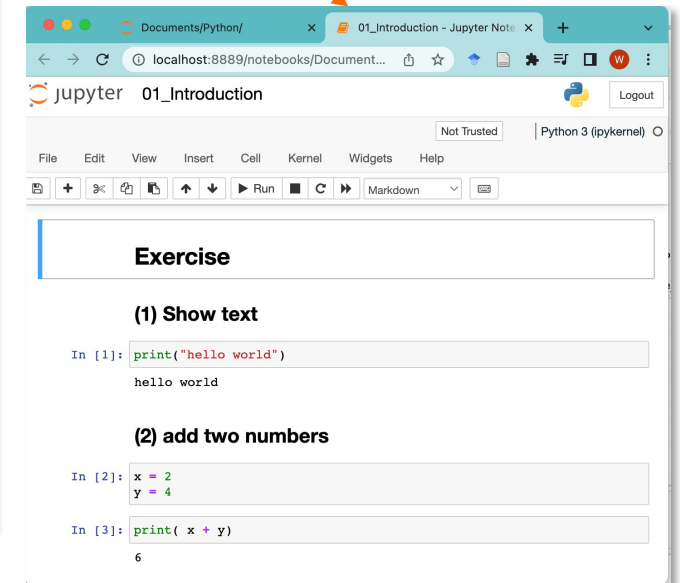 Documents/Python/
01_Introduction - Jupyter Note
localhost:8889/notebooks/Document...
W
jupyter 01_Introduction
Logout
Not Trusted
Python 3 (ipykernel)
File Edit View Insert Cell Kernel Widgets Help
Run Markdown
Exercise
(1) Show text
In [1]: print("hello world")
hello world
(2) add two numbers
In [2]: x = 2
y = 4
In [3]: print( x + y)
6